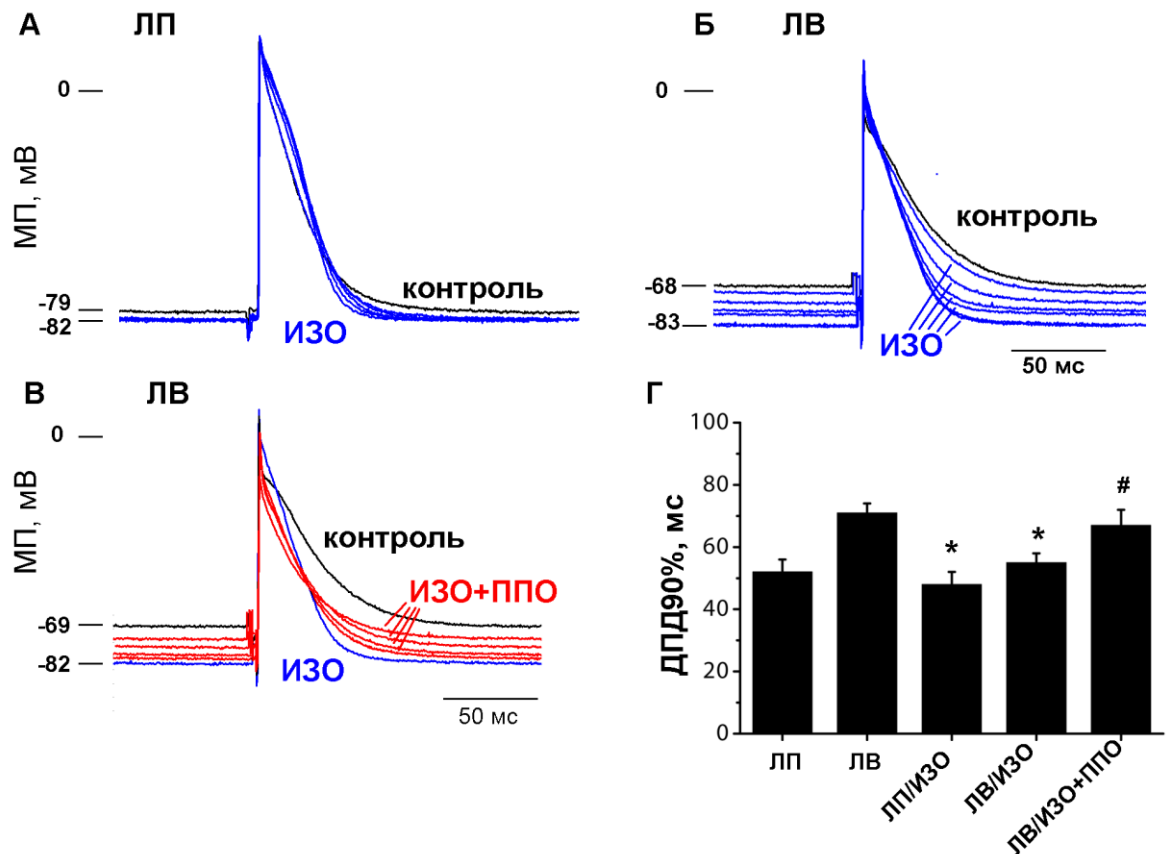 А ЛП
0
МП, мВ
-79
-82
контроль
ИЗО
Б ЛВ
0
контроль
-68
-83
ИЗО
50 мс
В ЛВ
0
МП, мВ
контроль
ИЗО+ППО
-69
-82
ИЗО
50 мс
Г
ДПД90%, мс
100
80
60
40
20
0
*
*
#
ЛП
ЛВ
ЛП/ИЗО
ЛВ/ИЗО
ЛВ/ИЗО+ППО